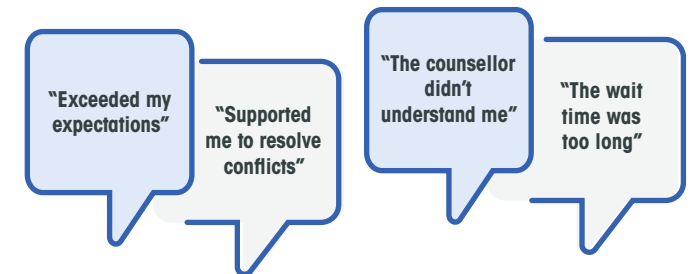 “Exceeded my
expectations”
“Supported
me to resolve
conflicts”
“The counsellor
didn’t
understand me”
“The wait
time was
too long”